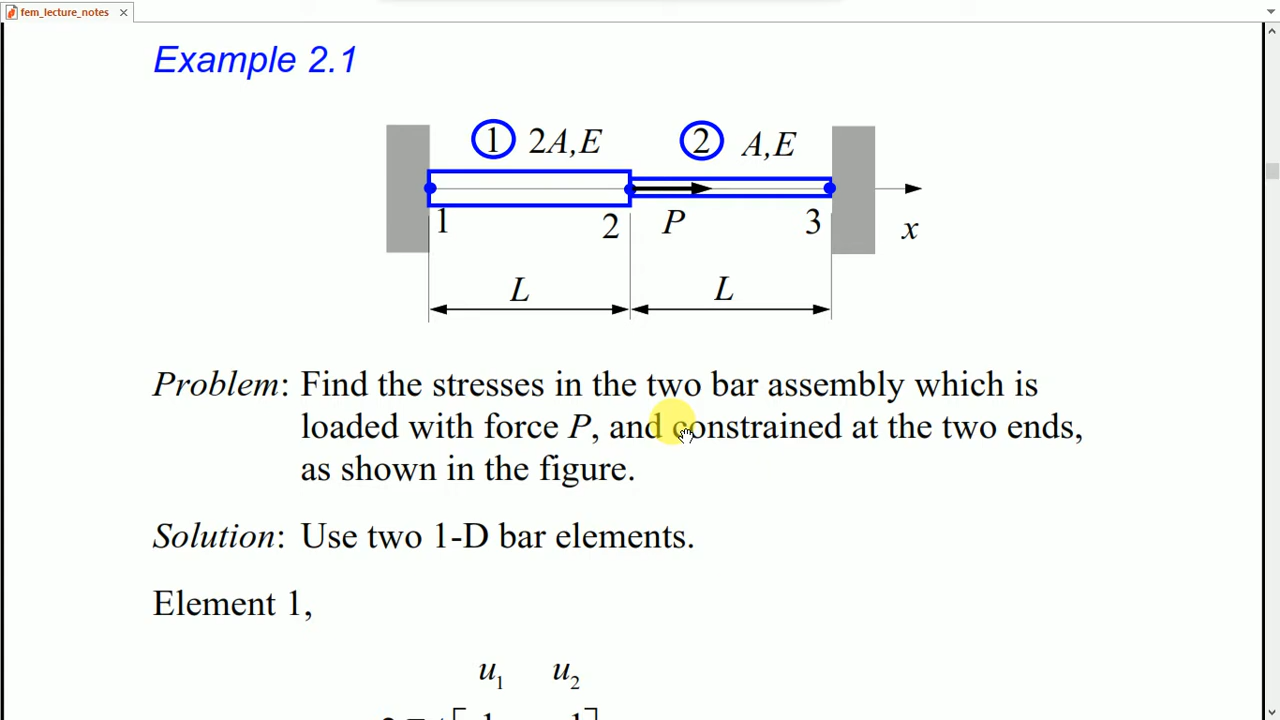 fem_lecture_notes
Example 2.1
1 2A,E 2 A,E
1 2 P 3 x
L L
Problem: Find the stresses in the two bar assembly which is
loaded with force P, and constrained at the two ends,
as shown in the figure.
Solution: Use two 1-D bar elements.
Element 1,
u1 u2